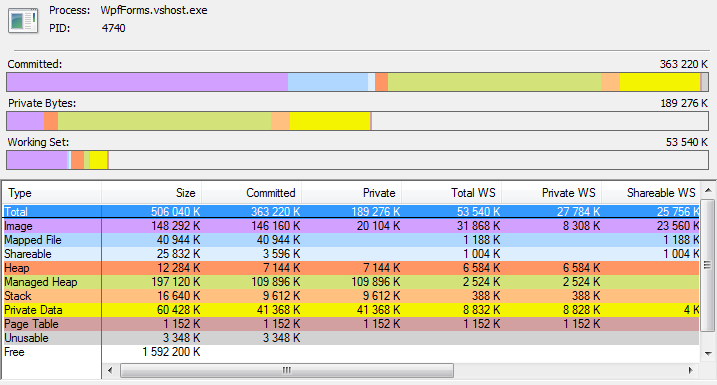 Process: WpfForms.vshost.exe
PID: 4740
Committed: 363 220 K
Private Bytes: 189 276 K
Working Set: 53 540 K
Type Size Committed Private Total WS Private WS Shareable WS
Total 506 040 K 363 220 K 189 276 K 53 540 K 27 784 K 25 756 K
Image 148 292 K 146 160 K 20 104 K 31 868 K 8 308 K 23 560 K
Mapped File 40 944 K 40 944 K 1 188 K 1 188 K
Shareable 25 832 K 3 596 K 1 004 K 1 004 K
Heap 12 284 K 7 144 K 7 144 K 6 584 K 6 584 K
Managed Heap 197 120 K 109 896 K 109 896 K 2 524 K 2 524 K
Stack 16 640 K 9 612 K 9 612 K 388 K 388 K
Private Data 60 428 K 41 368 K 41 368 K 8 832 K 8 828 K 4 K
Page Table 1 152 K 1 152 K 1 152 K 1 152 K 1 152 K
Unusable 3 348 K 3 348 K
Free 1 592 200 K